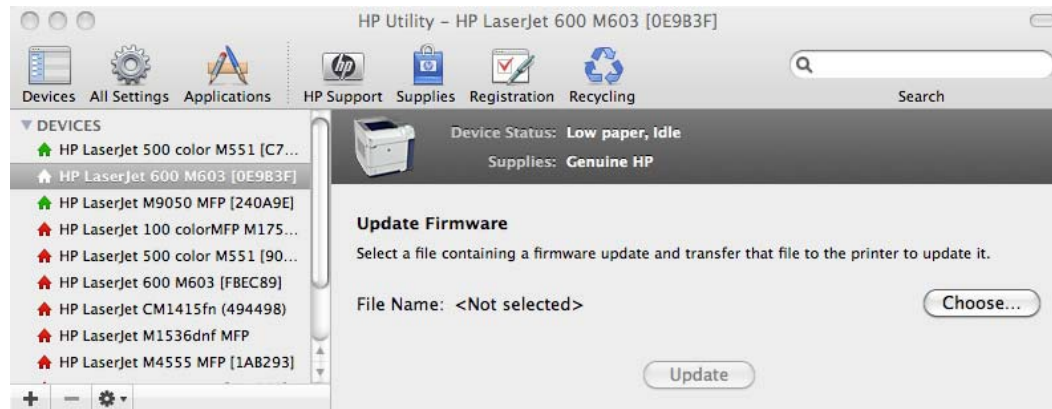 HP Utility – HP LaserJet 600 M603 [0E9B3F]
Devices All Settings Applications HP Support Supplies Registration Recycling Search
hp
DEVICES
HP LaserJet 500 color M551 [C7...
HP LaserJet 600 M603 [0E9B3F]
HP LaserJet M9050 MFP [240A9E]
HP LaserJet 100 colorMFP M175...
HP LaserJet 500 color M551 [90...
HP LaserJet 600 M603 [FBEC89]
HP LaserJet CM1415fn (494498)
HP LaserJet M1536dnf MFP
HP LaserJet M4555 MFP [1AB293]
Device Status: Low paper, Idle
Supplies: Genuine HP
Update Firmware
Select a file containing a firmware update and transfer that file to the printer to update it.
File Name: <Not selected>
Choose...
Update